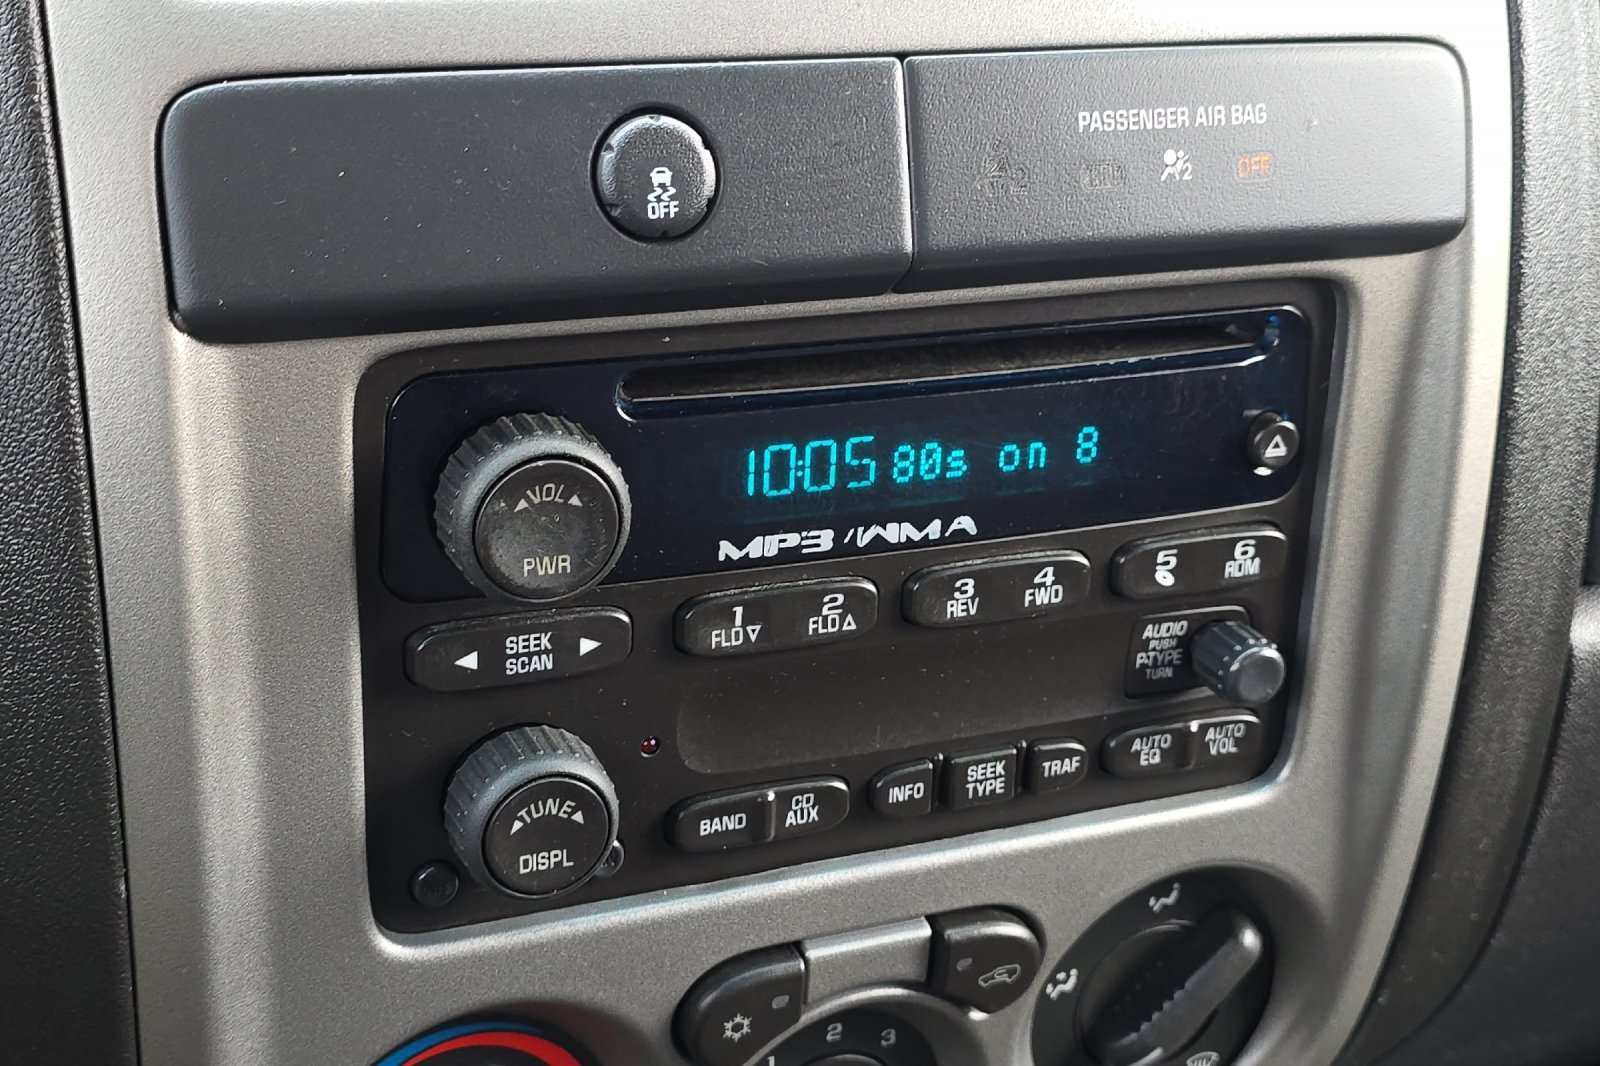 PASSENGER AIR BAG
2 OFF
OFF
10:05 80s on 8
MP3/WMA
VOL
PWR
1 FLD
2 FLD
3 REV
4 FWD
5
6 RDM
SEEK
SCAN
AUDIO
PUSH
P-TYPE
TURN
TUNE
DISPL
BAND
CD
AUX
INFO
SEEK
TYPE
TRAF
AUTO
EQ
AUTO
VOL
1 2 3